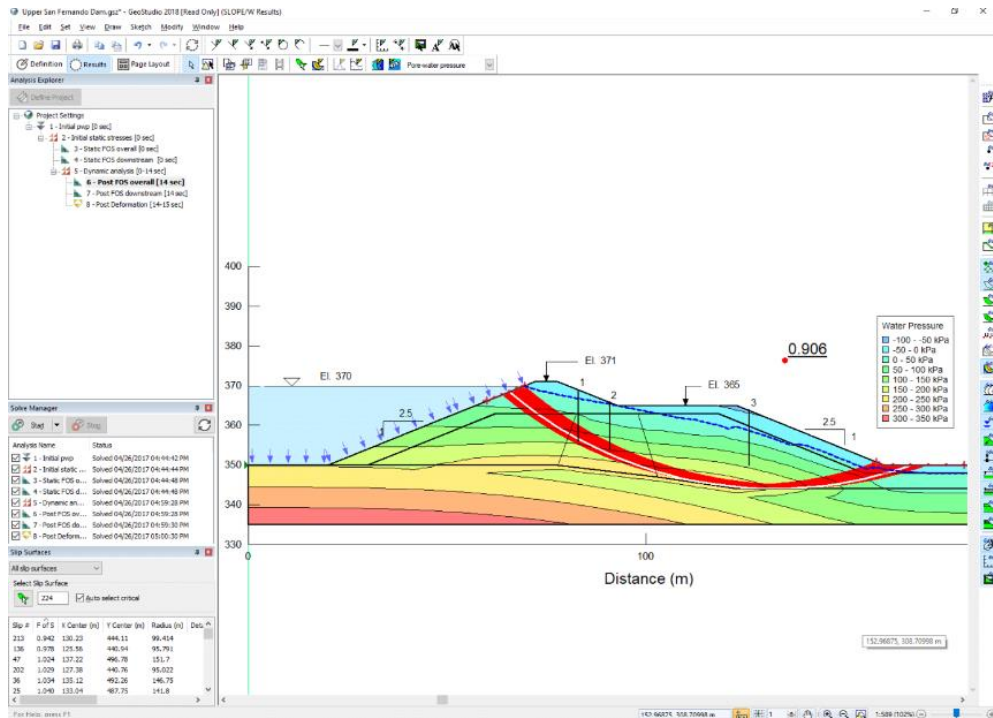 Upper San Fernando Dam.gsz* - GeoStudio 2018 [Read Only] (SLOPE/W Results)
File Edit Set View Draw Sketch Modify Window Help
Definition Results Page Layout Pore-water pressure
Analysis Explorer
Define Project
Project Settings
1 - Initial pwp [0 sec]
2 - Initial static stresses [0 sec]
3 - Static FOS overall [0 sec]
4 - Static FOS downstream [0 sec]
5 - Dynamic analysis [0-14 sec]
6 - Post FOS overall [14 sec]
7 - Post FOS downstream [14 sec]
8 - Post Deformation [14-15 sec]
Solve Manager
Start Stop
Analysis Name Status
1 - Initial pwp Solved 04/26/2017 04:44:42 PM
2 - Initial static ... Solved 04/26/2017 04:44:44 PM
3 - Static FOS o... Solved 04/26/2017 04:44:48 PM
4 - Static FOS d... Solved 04/26/2017 04:44:48 PM
5 - Dynamic an... Solved 04/26/2017 04:59:28 PM
6 - Post FOS ov... Solved 04/26/2017 04:59:28 PM
7 - Post FOS do... Solved 04/26/2017 04:59:30 PM
8 - Post Deform... Solved 04/26/2017 05:00:30 PM
Slip Surfaces
All slip surfaces
Select Slip Surface
224 Auto select critical
Slip # F of S X Center (m) Y Center (m) Radius (m)
213 0.942 130.23 444.11 99.414
136 0.978 125.56 440.94 95.791
47 1.024 137.22 496.78 151.7
202 1.029 127.38 440.76 95.022
36 1.034 135.12 492.26 146.75
25 1.040 133.04 487.75 141.8
For Help, press F1
400
390
380
370
360
350
340
330
0
100
Distance (m)
El. 370
El. 371
El. 365
2.5
1
2
3
2.5
1
0.906
Water Pressure
-100 - -50 kPa
-50 - 0 kPa
0 - 50 kPa
50 - 100 kPa
100 - 150 kPa
150 - 200 kPa
200 - 250 kPa
250 - 300 kPa
300 - 350 kPa
152.96875, 308.70998 m
152.96875, 308.70998 m 1 1:589 (102%)